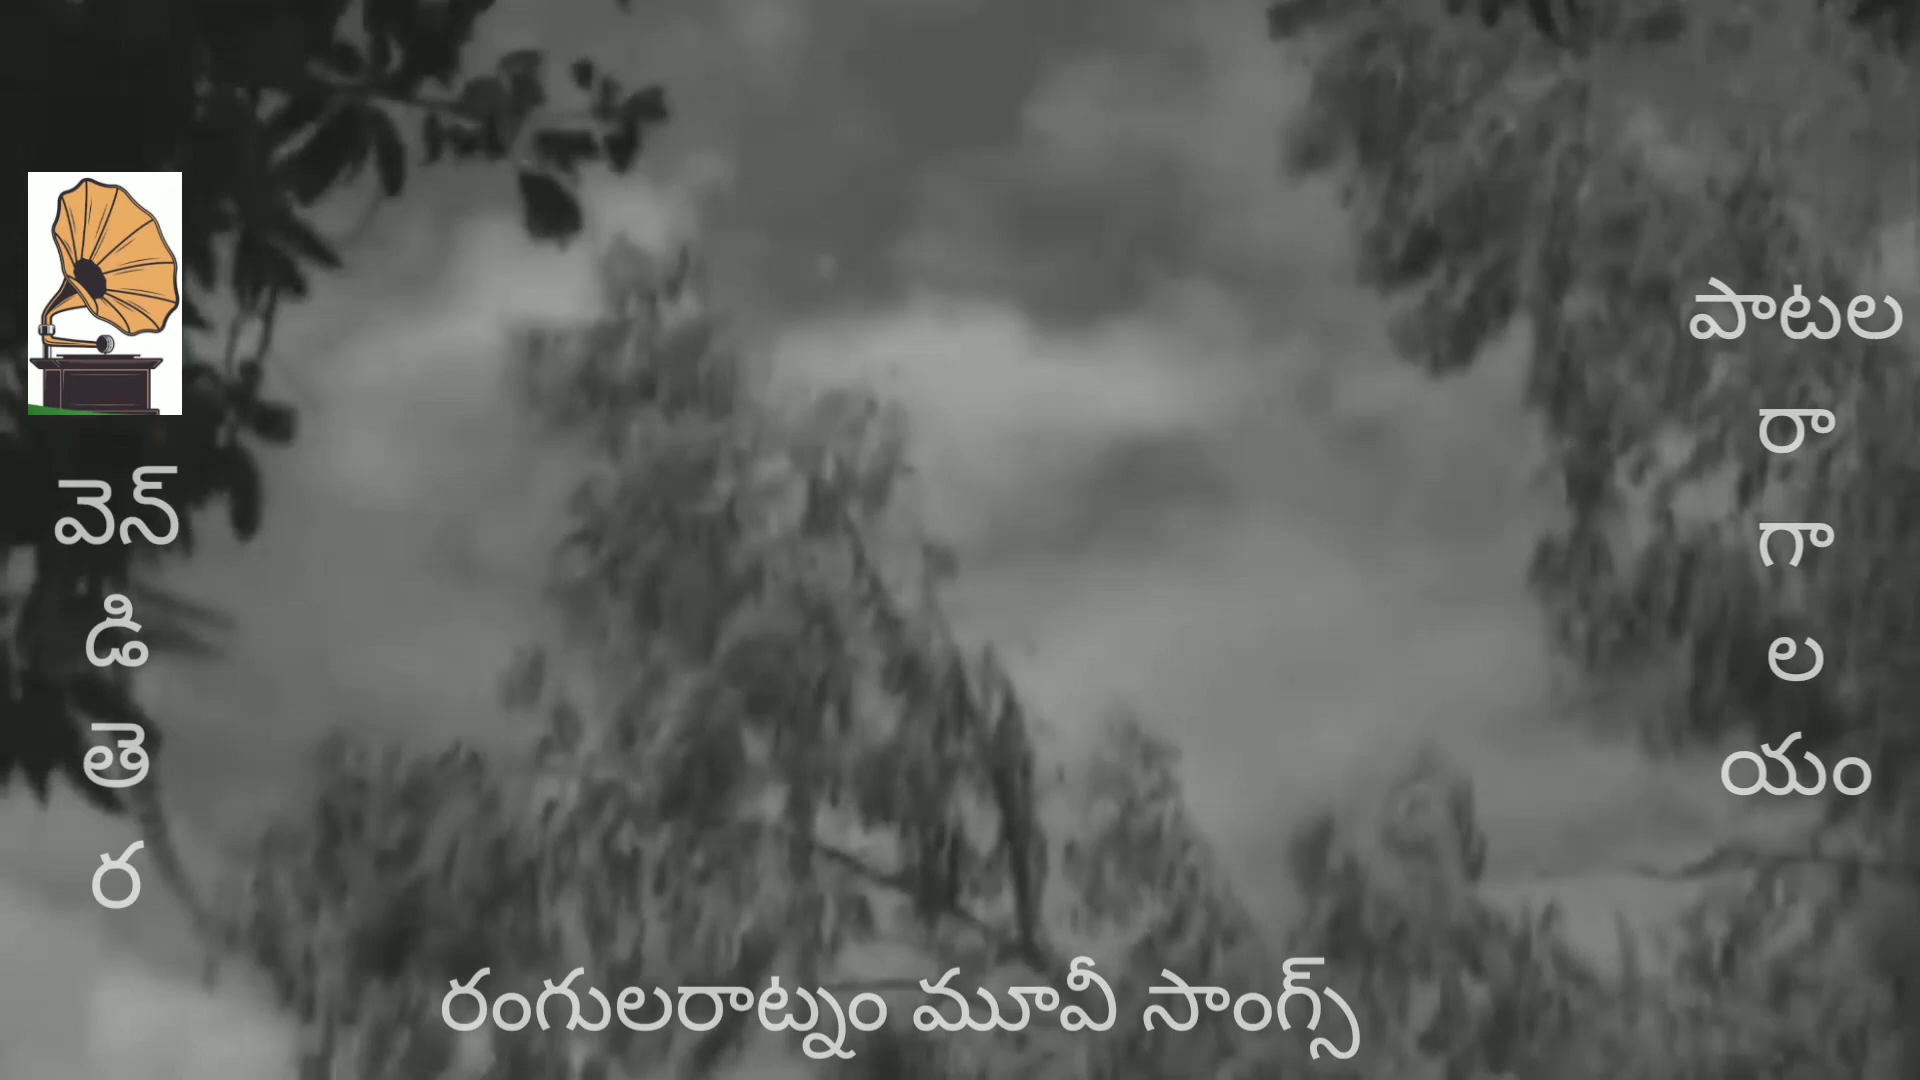 వెన్
డి
తె
ర
పాటల
రా
గా
ల
యం
రంగులరాట్నం మూవీ సాంగ్స్